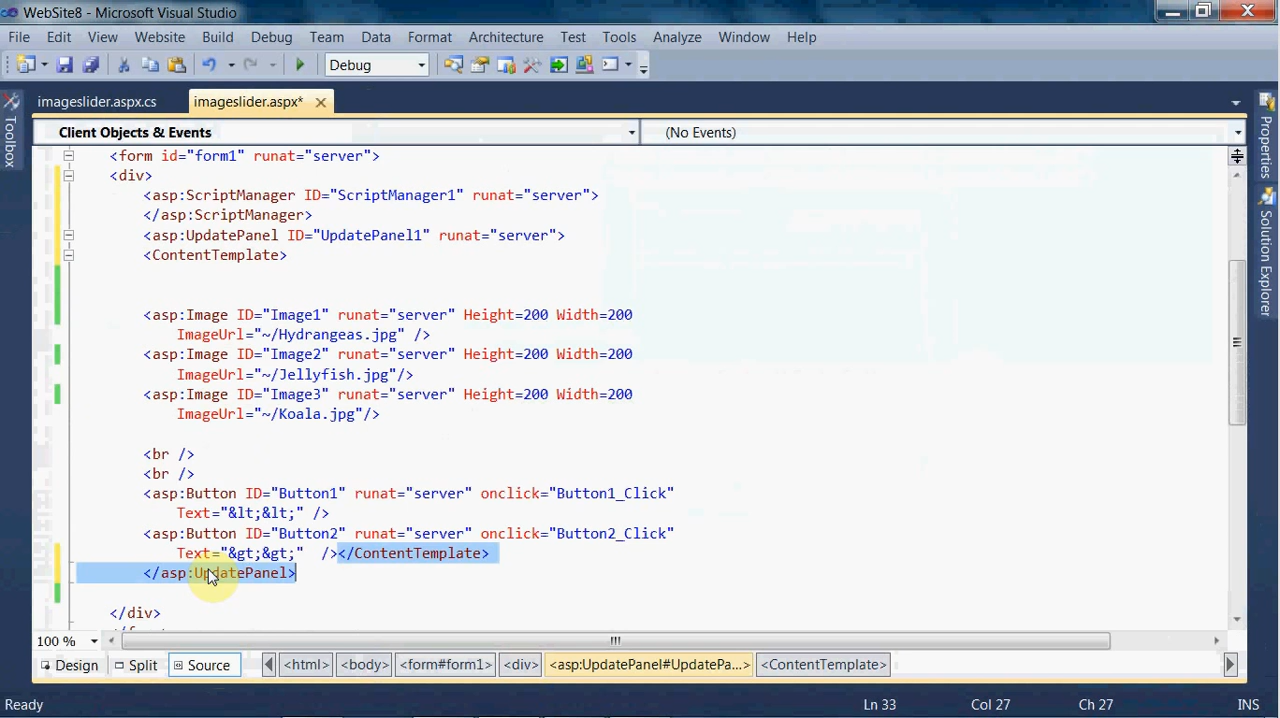 WebSite8 - Microsoft Visual Studio
File Edit View Website Build Debug Team Data Format Architecture Test Tools Analyze Window Help
Debug
imageslider.aspx.cs imageslider.aspx*
Toolbox
Client Objects & Events (No Events)
Properties
Solution Explorer
<form id="form1" runat="server">
<div>
<asp:ScriptManager ID="ScriptManager1" runat="server">
</asp:ScriptManager>
<asp:UpdatePanel ID="UpdatePanel1" runat="server">
<ContentTemplate>
<asp:Image ID="Image1" runat="server" Height=200 Width=200
ImageUrl="~/Hydrangeas.jpg" />
<asp:Image ID="Image2" runat="server" Height=200 Width=200
ImageUrl="~/Jellyfish.jpg"/>
<asp:Image ID="Image3" runat="server" Height=200 Width=200
ImageUrl="~/Koala.jpg"/>
<br />
<br />
<asp:Button ID="Button1" runat="server" onclick="Button1_Click"
Text="&lt;&lt;" />
<asp:Button ID="Button2" runat="server" onclick="Button2_Click"
Text="&gt;&gt;"  /></ContentTemplate>
</asp:UpdatePanel>
</div>
100 %
Design Split Source <html> <body> <form#form1> <div> <asp:UpdatePanel#UpdatePa...> <ContentTemplate>
Ready Ln 33 Col 27 Ch 27 INS